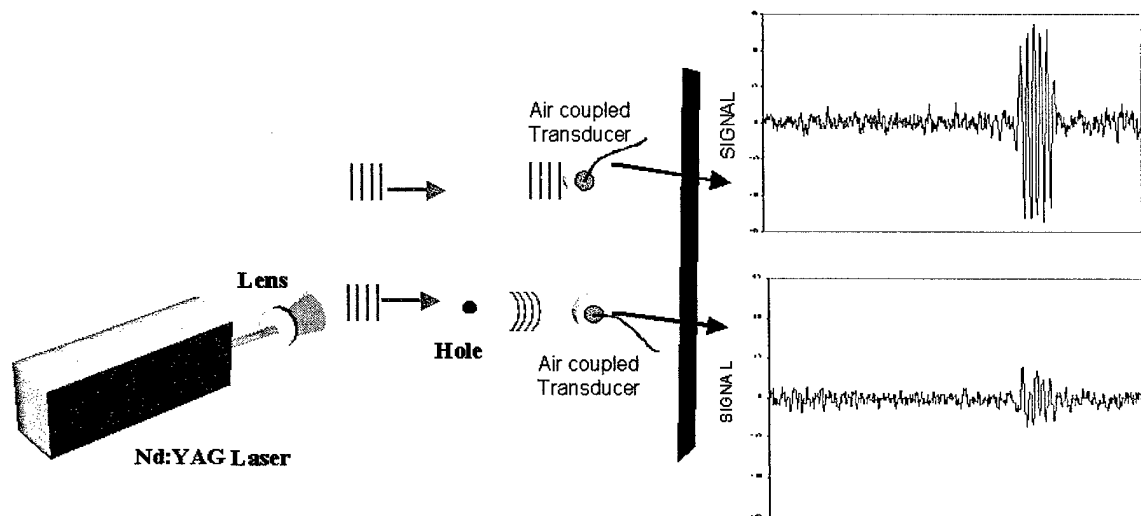 Air coupled
Transducer
SIGNAL
Lens
Hole
Air coupled
Transducer
SIGNAL
Nd:YAG Laser